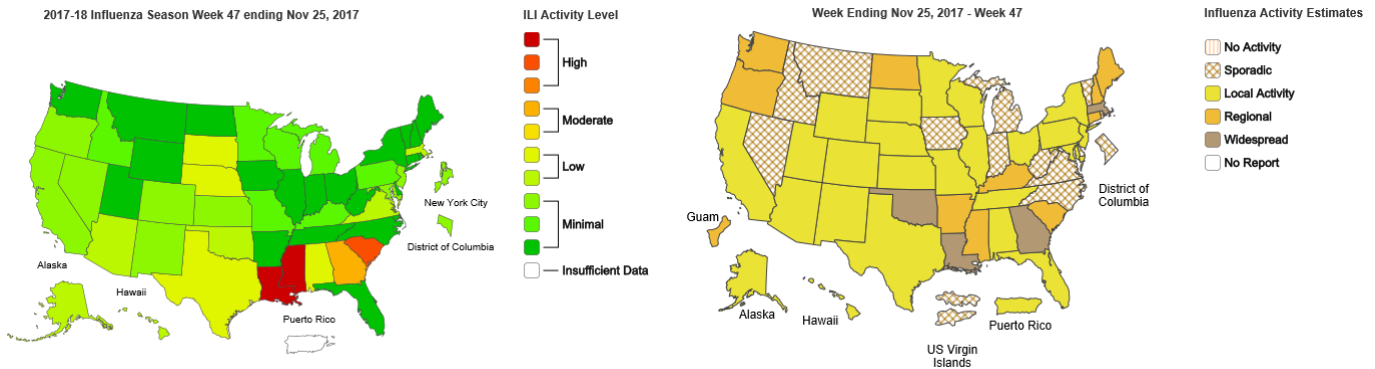 2017-18 Influenza Season Week 47 ending Nov 25, 2017
ILI Activity Level
High
Moderate
Low
Minimal
Insufficient Data
New York City
District of Columbia
Alaska
Hawaii
Puerto Rico
Week Ending Nov 25, 2017 - Week 47
Influenza Activity Estimates
No Activity
Sporadic
Local Activity
Regional
Widespread
No Report
District of
Columbia
Guam
Alaska
Hawaii
Puerto Rico
US Virgin
Islands